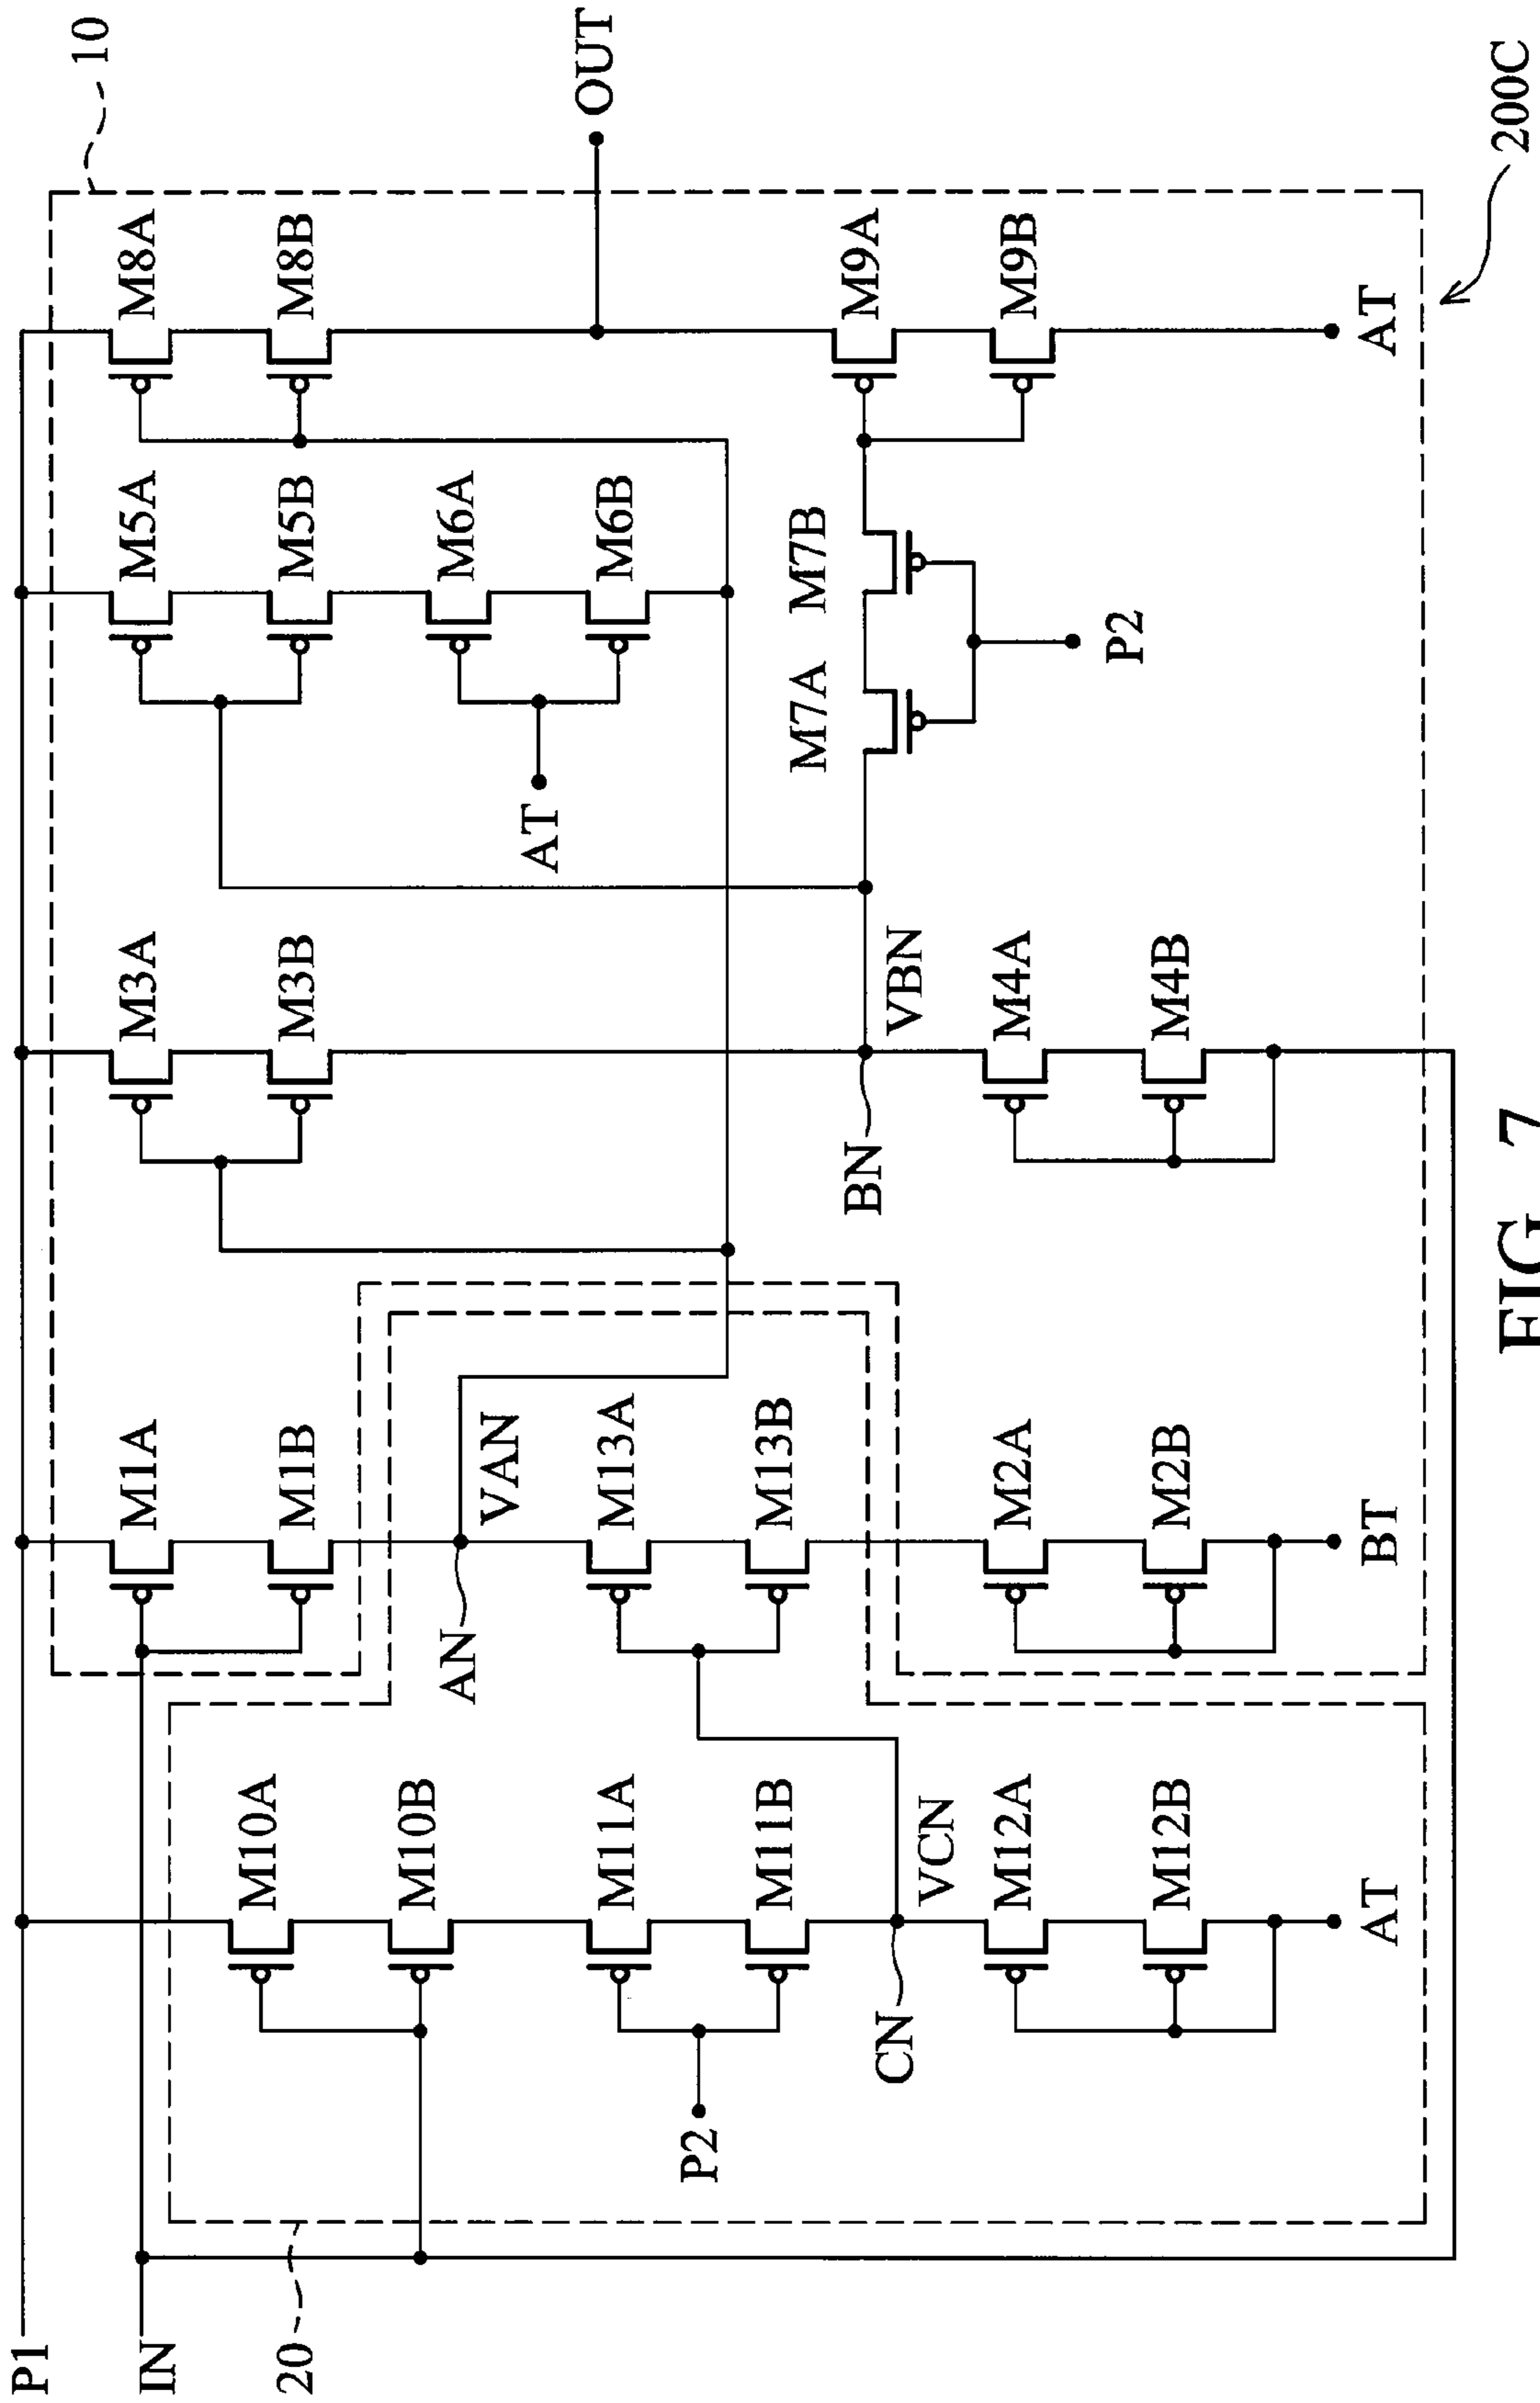 P1
IN
20
10
M10A
M10B
M11A
M11B
P2
CN
VCN
M12A
M12B
AT
M1A
M1B
AN
VAN
M13A
M13B
M2A
M2B
BT
M3A
M3B
BN
VBN
M4A
M4B
M5A
M5B
M6A
M6B
AT
M7A
M7B
P2
M8A
M8B
OUT
M9A
M9B
AT
200C
FIG. 7